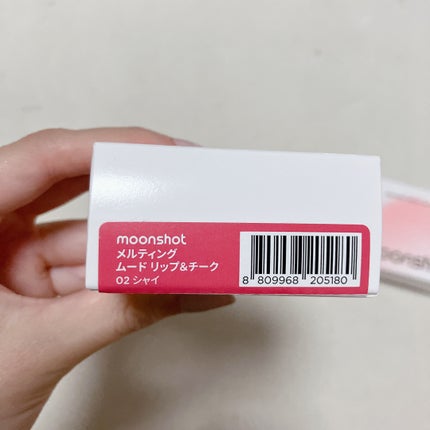 moonshot
メルティング
ムード リップ&チーク
02 シャイ
8 809968 205180
moonsh